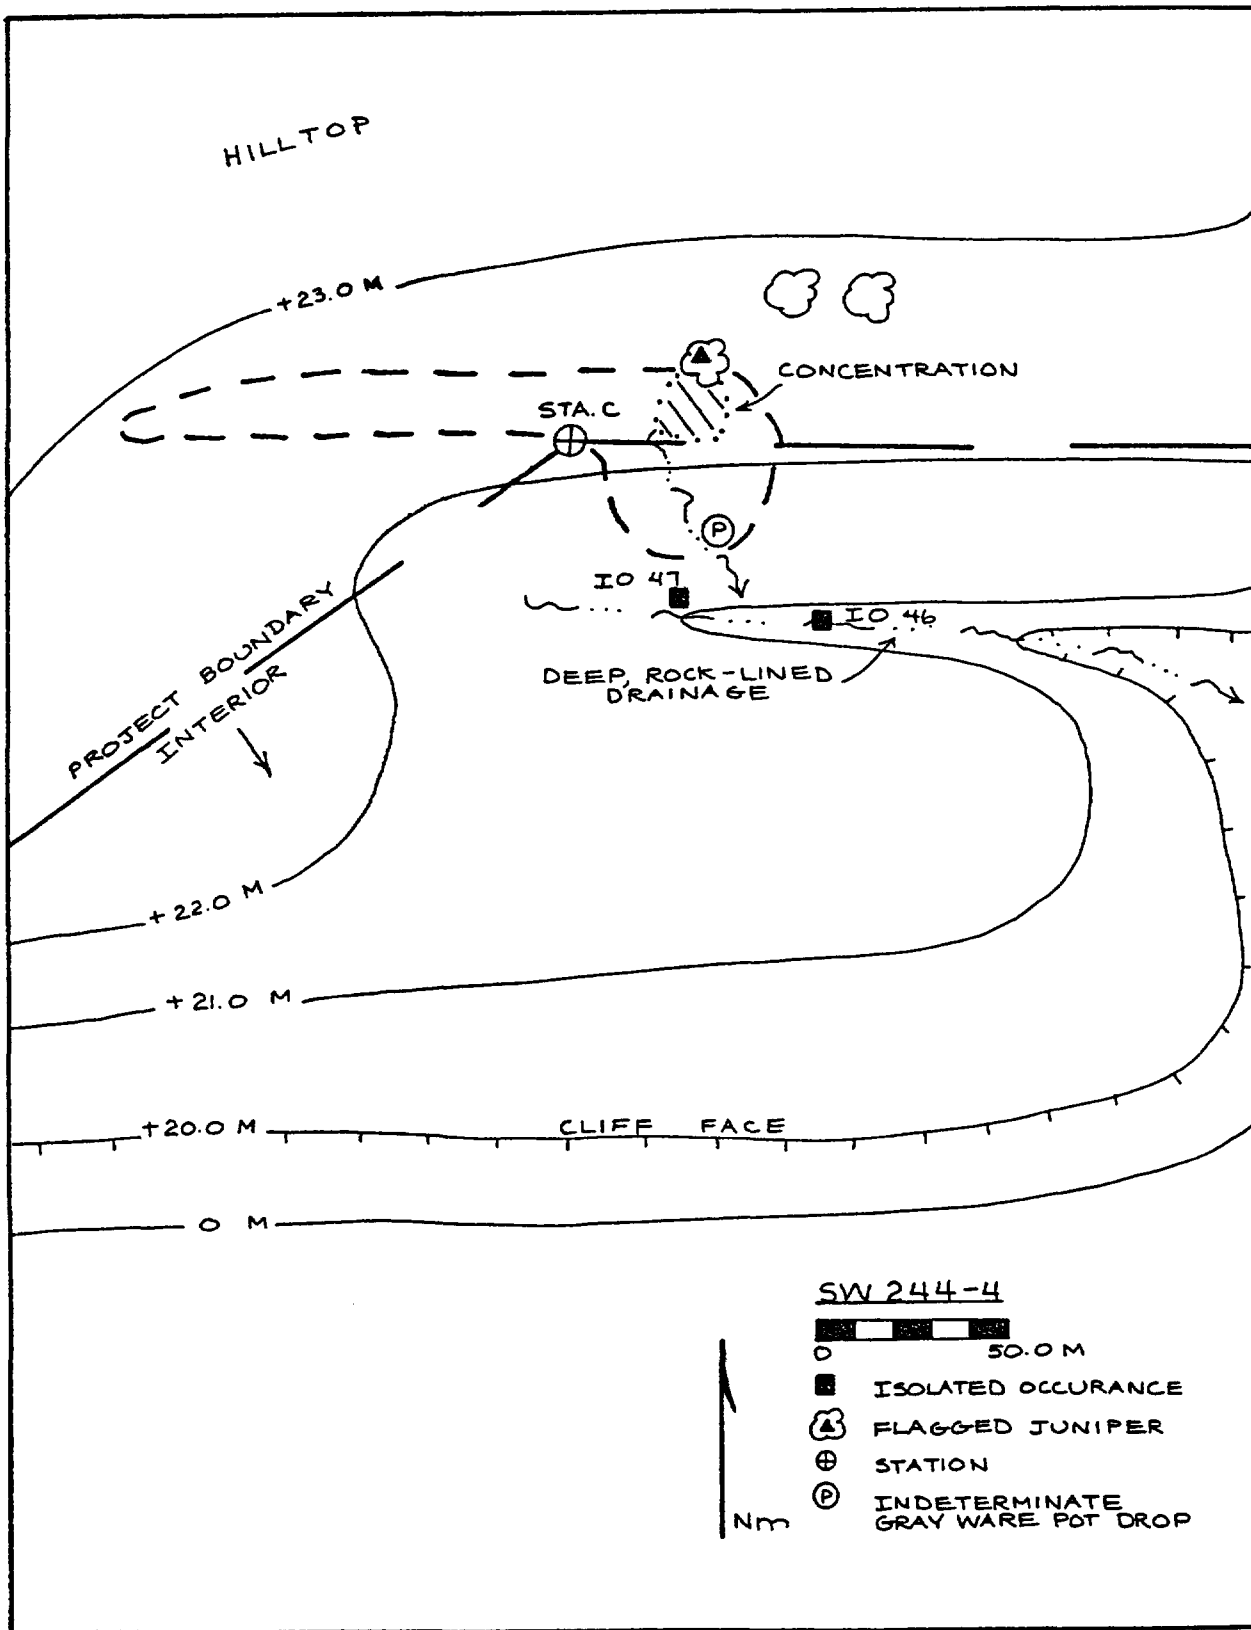 HILLTOP
+23.0 M
CONCENTRATION
STA. C
P
IO 47
IO 46
DEEP, ROCK-LINED
DRAINAGE
PROJECT BOUNDARY
INTERIOR
+22.0 M
+21.0 M
+20.0 M
CLIFF FACE
0 M
SW 244-4
0 50.0 M
ISOLATED OCCURANCE
FLAGGED JUNIPER
STATION
P INDETERMINATE
GRAY WARE POT DROP
Nm